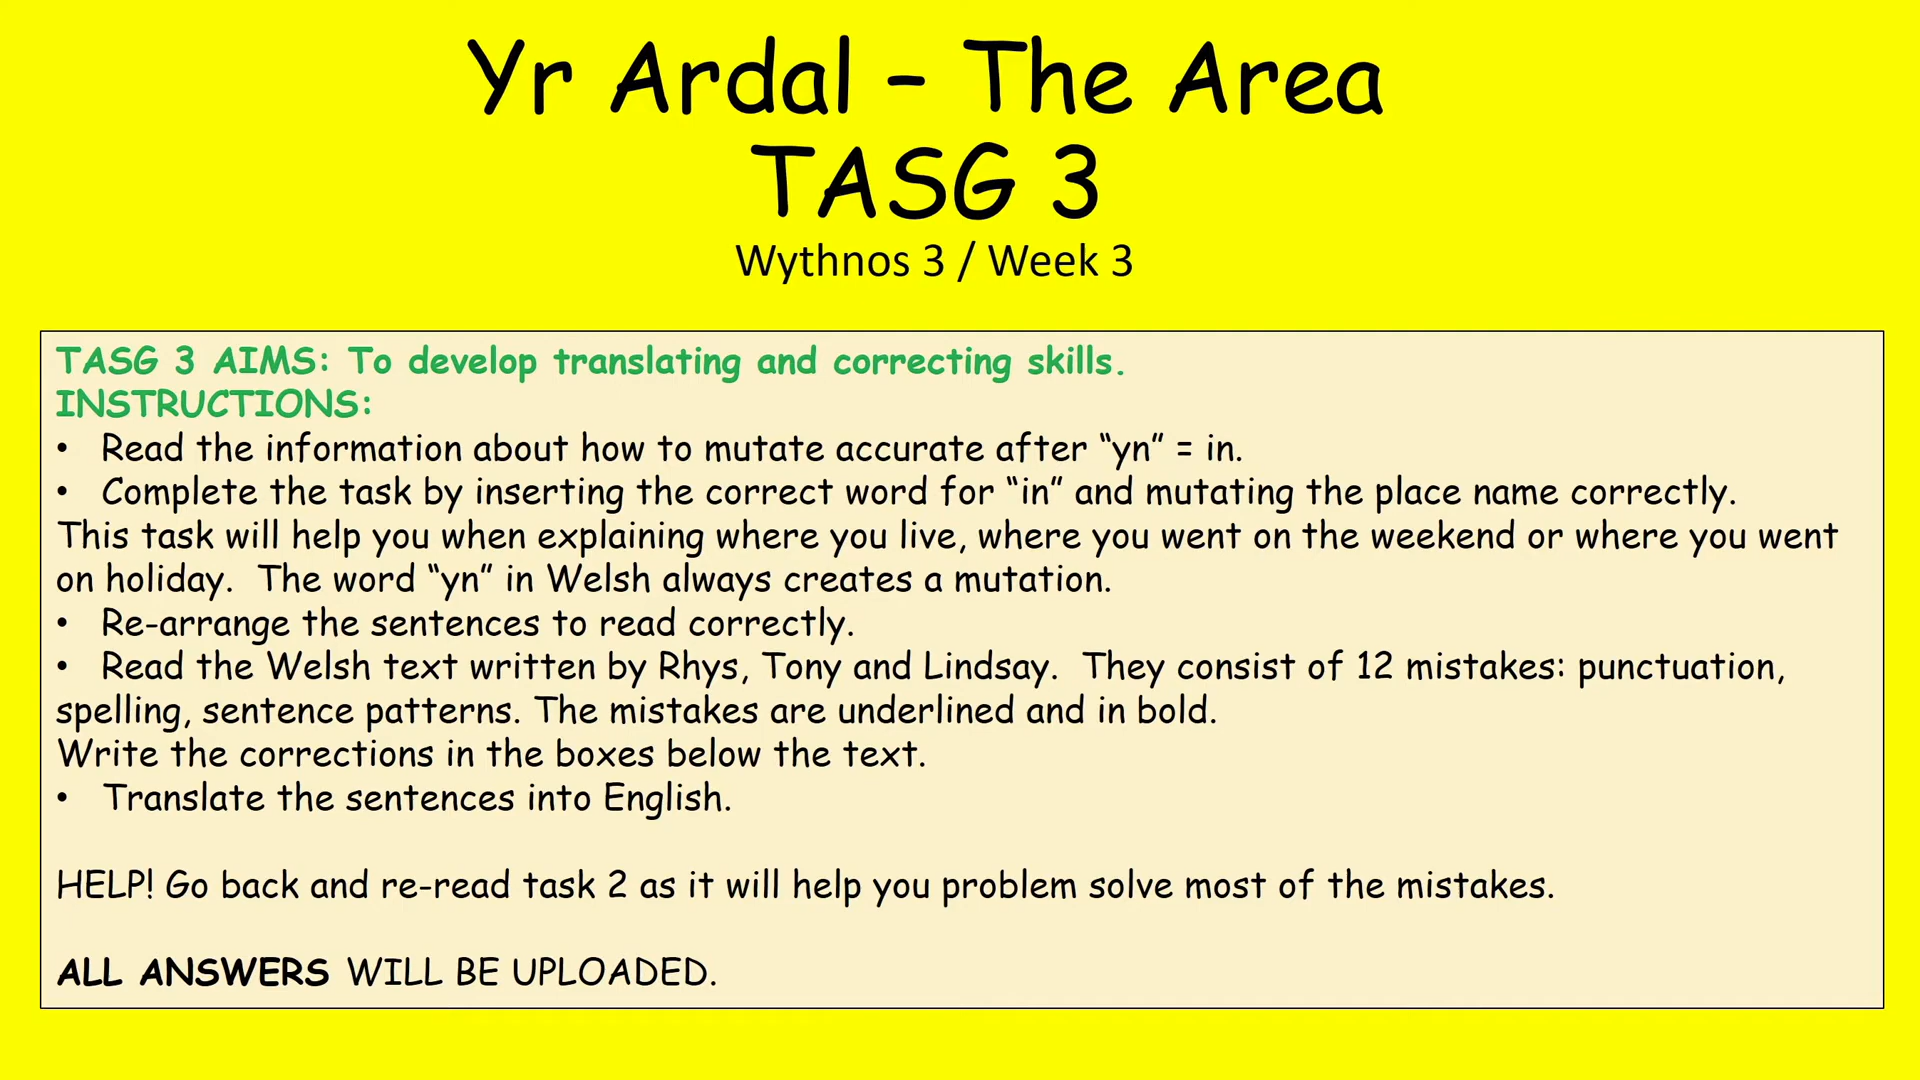 Yr Ardal – The Area
TASG 3
Wythnos 3 / Week 3
TASG 3 AIMS: To develop translating and correcting skills.
INSTRUCTIONS:
• Read the information about how to mutate accurate after “yn” = in.
• Complete the task by inserting the correct word for “in” and mutating the place name correctly.
This task will help you when explaining where you live, where you went on the weekend or where you went
on holiday.  The word “yn” in Welsh always creates a mutation.
• Re-arrange the sentences to read correctly.
• Read the Welsh text written by Rhys, Tony and Lindsay.  They consist of 12 mistakes: punctuation,
spelling, sentence patterns. The mistakes are underlined and in bold.
Write the corrections in the boxes below the text.
• Translate the sentences into English.
HELP! Go back and re-read task 2 as it will help you problem solve most of the mistakes.
ALL ANSWERS WILL BE UPLOADED.